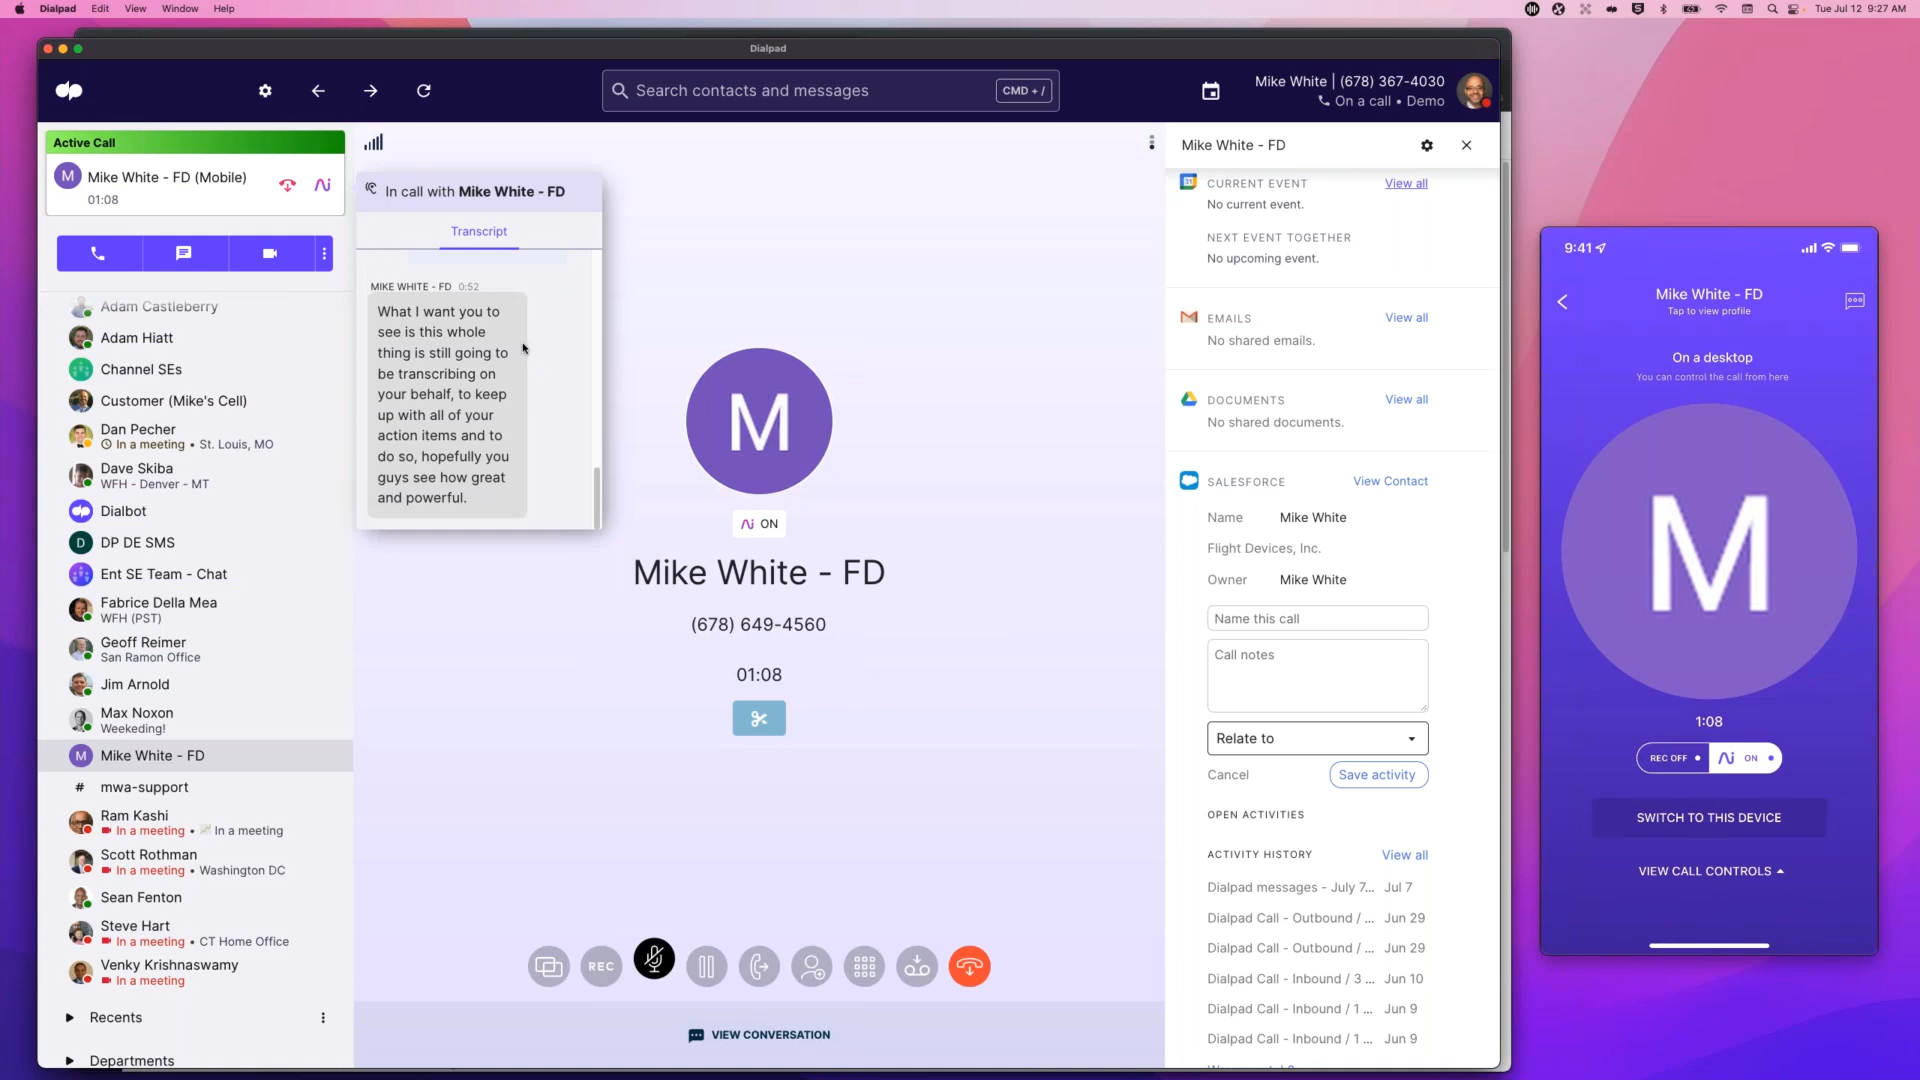 Dialpad Edit View Window Help
Tue Jul 12 9:27 AM
Dialpad
Search contacts and messages
CMD + /
Mike White | (678) 367-4030
On a call • Demo
Active Call
M
Mike White - FD (Mobile)
01:08
Adam Castleberry
Adam Hiatt
Channel SEs
Customer (Mike's Cell)
Dan Pecher
In a meeting • St. Louis, MO
Dave Skiba
WFH - Denver - MT
Dialbot
D
DP DE SMS
Ent SE Team - Chat
Fabrice Della Mea
WFH (PST)
Geoff Reimer
San Ramon Office
Jim Arnold
Max Noxon
Weekeding!
M
Mike White - FD
# mwa-support
Ram Kashi
In a meeting • In a meeting
Scott Rothman
In a meeting • Washington DC
Sean Fenton
Steve Hart
In a meeting • CT Home Office
Venky Krishnaswamy
In a meeting
Recents
Departments
In call with Mike White - FD
Transcript
MIKE WHITE - FD 0:52
What I want you to
see is this whole
thing is still going to
be transcribing on
your behalf, to keep
up with all of your
action items and to
do so, hopefully you
guys see how great
and powerful.
M
Ai ON
Mike White - FD
(678) 649-4560
01:08
REC
VIEW CONVERSATION
Mike White - FD
31
CURRENT EVENT
View all
No current event.
NEXT EVENT TOGETHER
No upcoming event.
EMAILS
View all
No shared emails.
DOCUMENTS
View all
No shared documents.
SALESFORCE
View Contact
Name Mike White
Flight Devices, Inc.
Owner Mike White
Name this call
Call notes
Relate to
Cancel
Save activity
OPEN ACTIVITIES
ACTIVITY HISTORY
View all
Dialpad messages - July 7... Jul 7
Dialpad Call - Outbound / ... Jun 29
Dialpad Call - Outbound / ... Jun 29
Dialpad Call - Inbound / 3 ... Jun 10
Dialpad Call - Inbound / 1 ... Jun 9
Dialpad Call - Inbound / 1 ... Jun 9
9:41
Mike White - FD
Tap to view profile
On a desktop
You can control the call from here
M
1:08
REC OFF
Ai ON
SWITCH TO THIS DEVICE
VIEW CALL CONTROLS